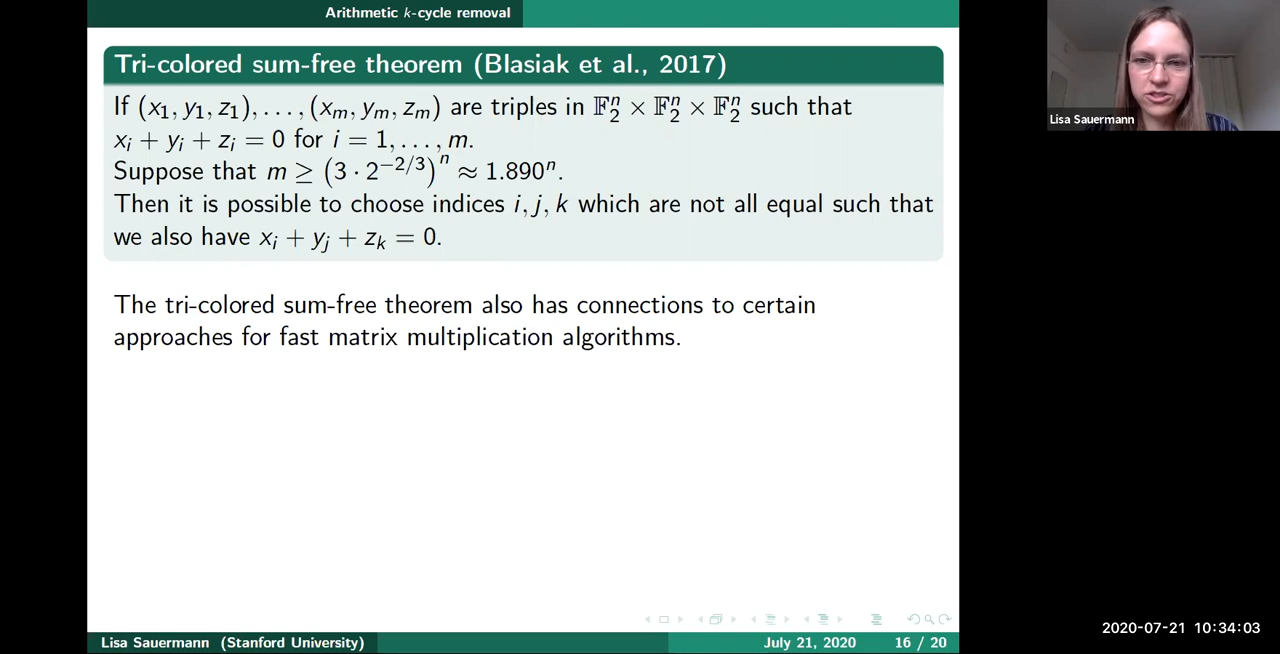 Arithmetic k-cycle removal
Tri-colored sum-free theorem (Blasiak et al., 2017)
If (x₁, y₁, z₁), . . . , (xₘ, yₘ, zₘ) are triples in 𝔽₂ⁿ × 𝔽₂ⁿ × 𝔽₂ⁿ such that
xᵢ + yᵢ + zᵢ = 0 for i = 1, . . . , m.
Suppose that m ≥ (3 · 2^{-2/3})ⁿ ≈ 1.890ⁿ.
Then it is possible to choose indices i, j, k which are not all equal such that
we also have xᵢ + yⱼ + zₖ = 0.
The tri-colored sum-free theorem also has connections to certain
approaches for fast matrix multiplication algorithms.
Lisa Sauermann (Stanford University)
July 21, 2020
16 / 20
Lisa Sauermann
2020-07-21 10:34:03